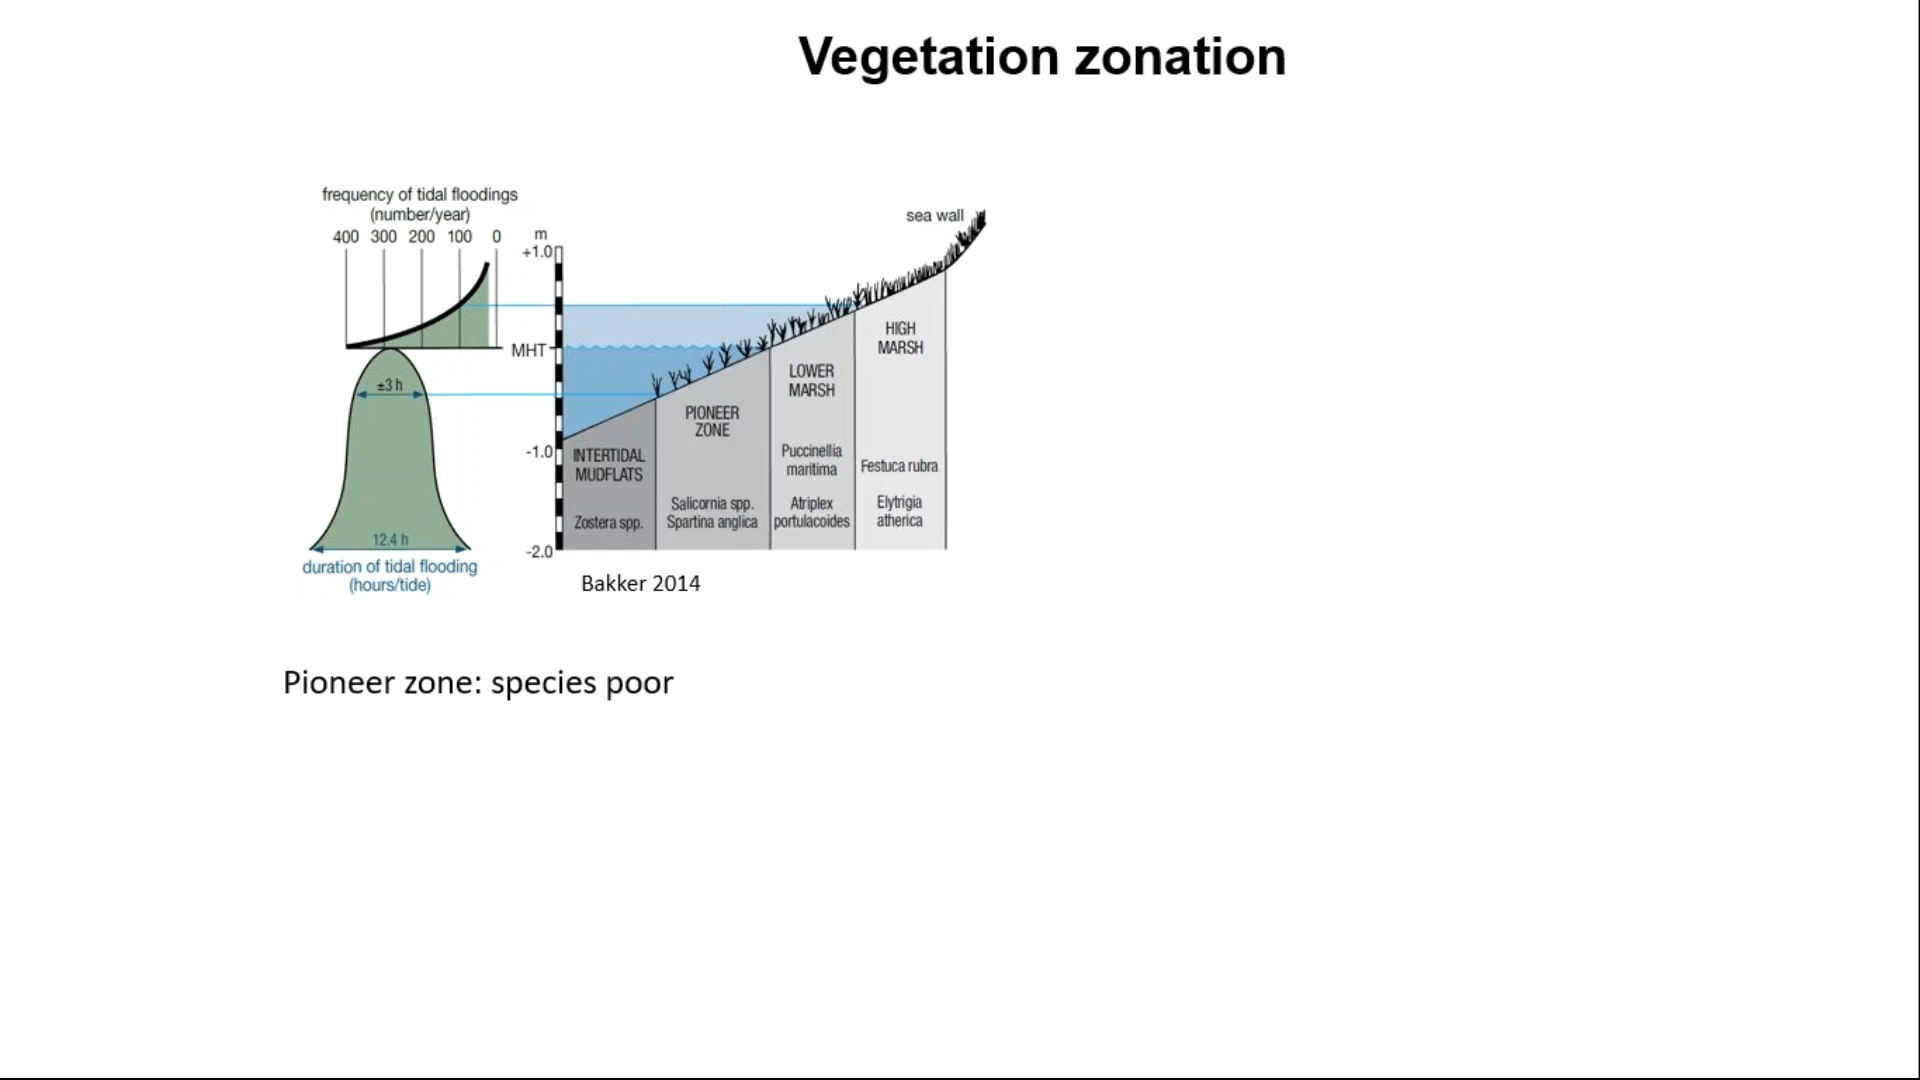 Vegetation zonation
frequency of tidal floodings
(number/year)
400 300 200 100 0
m
+1.0
MHT
-1.0
-2.0
±3 h
12.4 h
duration of tidal flooding
(hours/tide)
sea wall
INTERTIDAL
MUDFLATS
Zostera spp.
PIONEER
ZONE
Salicornia spp.
Spartina anglica
LOWER
MARSH
Puccinellia
maritima
Atriplex
portulacoides
HIGH
MARSH
Festuca rubra
Elytrigia
atherica
Bakker 2014
Pioneer zone: species poor